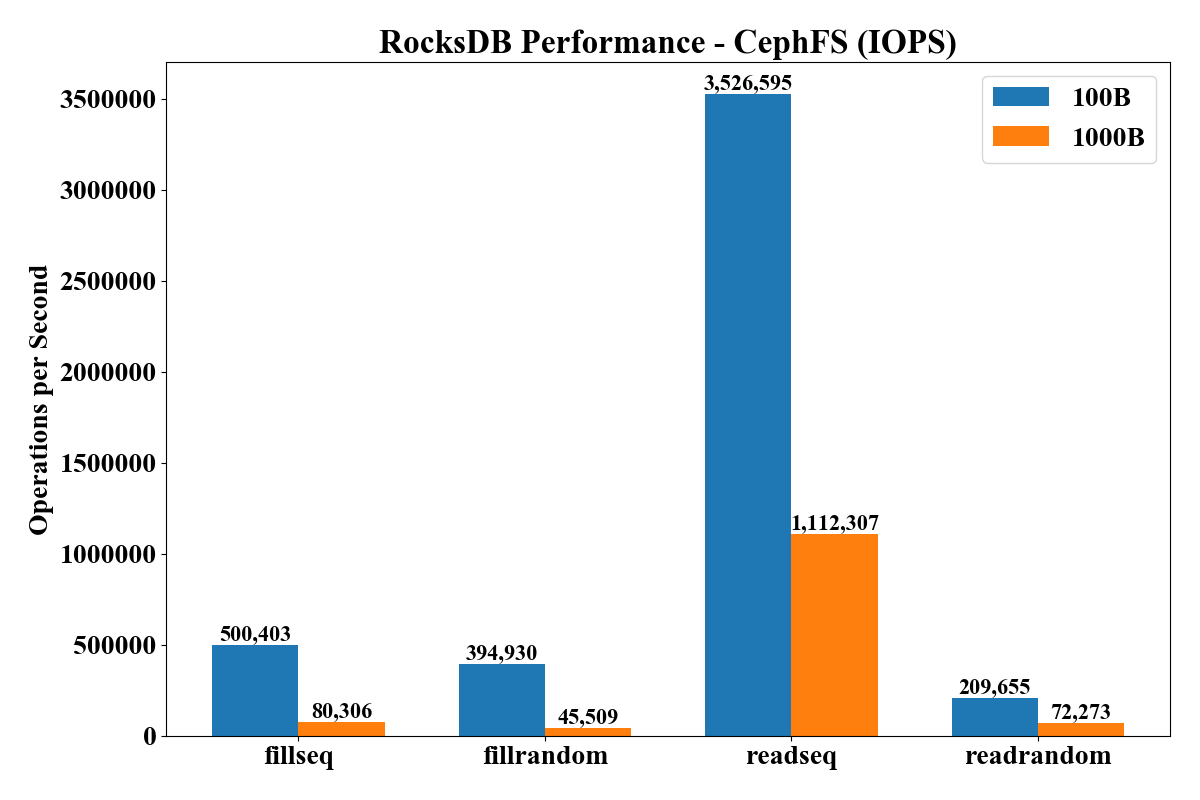 RocksDB Performance - CephFS (IOPS)
Operations per Second
3500000
3000000
2500000
2000000
1500000
1000000
500000
0
100B
1000B
500,403
80,306
394,930
45,509
3,526,595
1,112,307
209,655
72,273
fillseq
fillrandom
readseq
readrandom